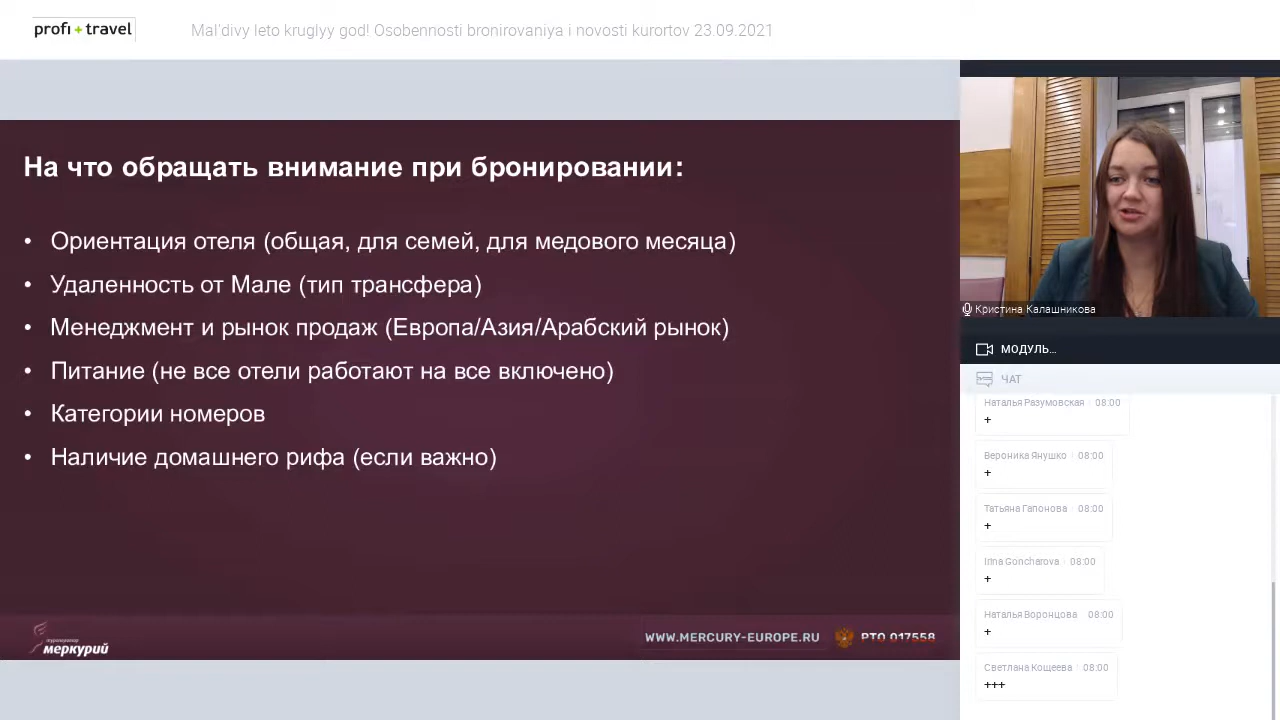 profi + travel
Mal'divy leto kruglyy god! Osobennosti bronirovaniya i novosti kurortov 23.09.2021
На что обращать внимание при бронировании:
• Ориентация отеля (общая, для семей, для медового месяца)
• Удаленность от Мале (тип трансфера)
• Менеджмент и рынок продаж (Европа/Азия/Арабский рынок)
• Питание (не все отели работают на все включено)
• Категории номеров
• Наличие домашнего рифа (если важно)
туроператор
меркурий
WWW.MERCURY-EUROPE.RU
РТО 017558
Кристина Калашникова
МОДУЛЬ...
ЧАТ
Наталья Разумовская 08:00
+
Вероника Янушко 08:00
+
Татьяна Гапонова 08:00
+
Irina Goncharova 08:00
+
Наталья Воронцова 08:00
+
Светлана Кощеева 08:00
+++